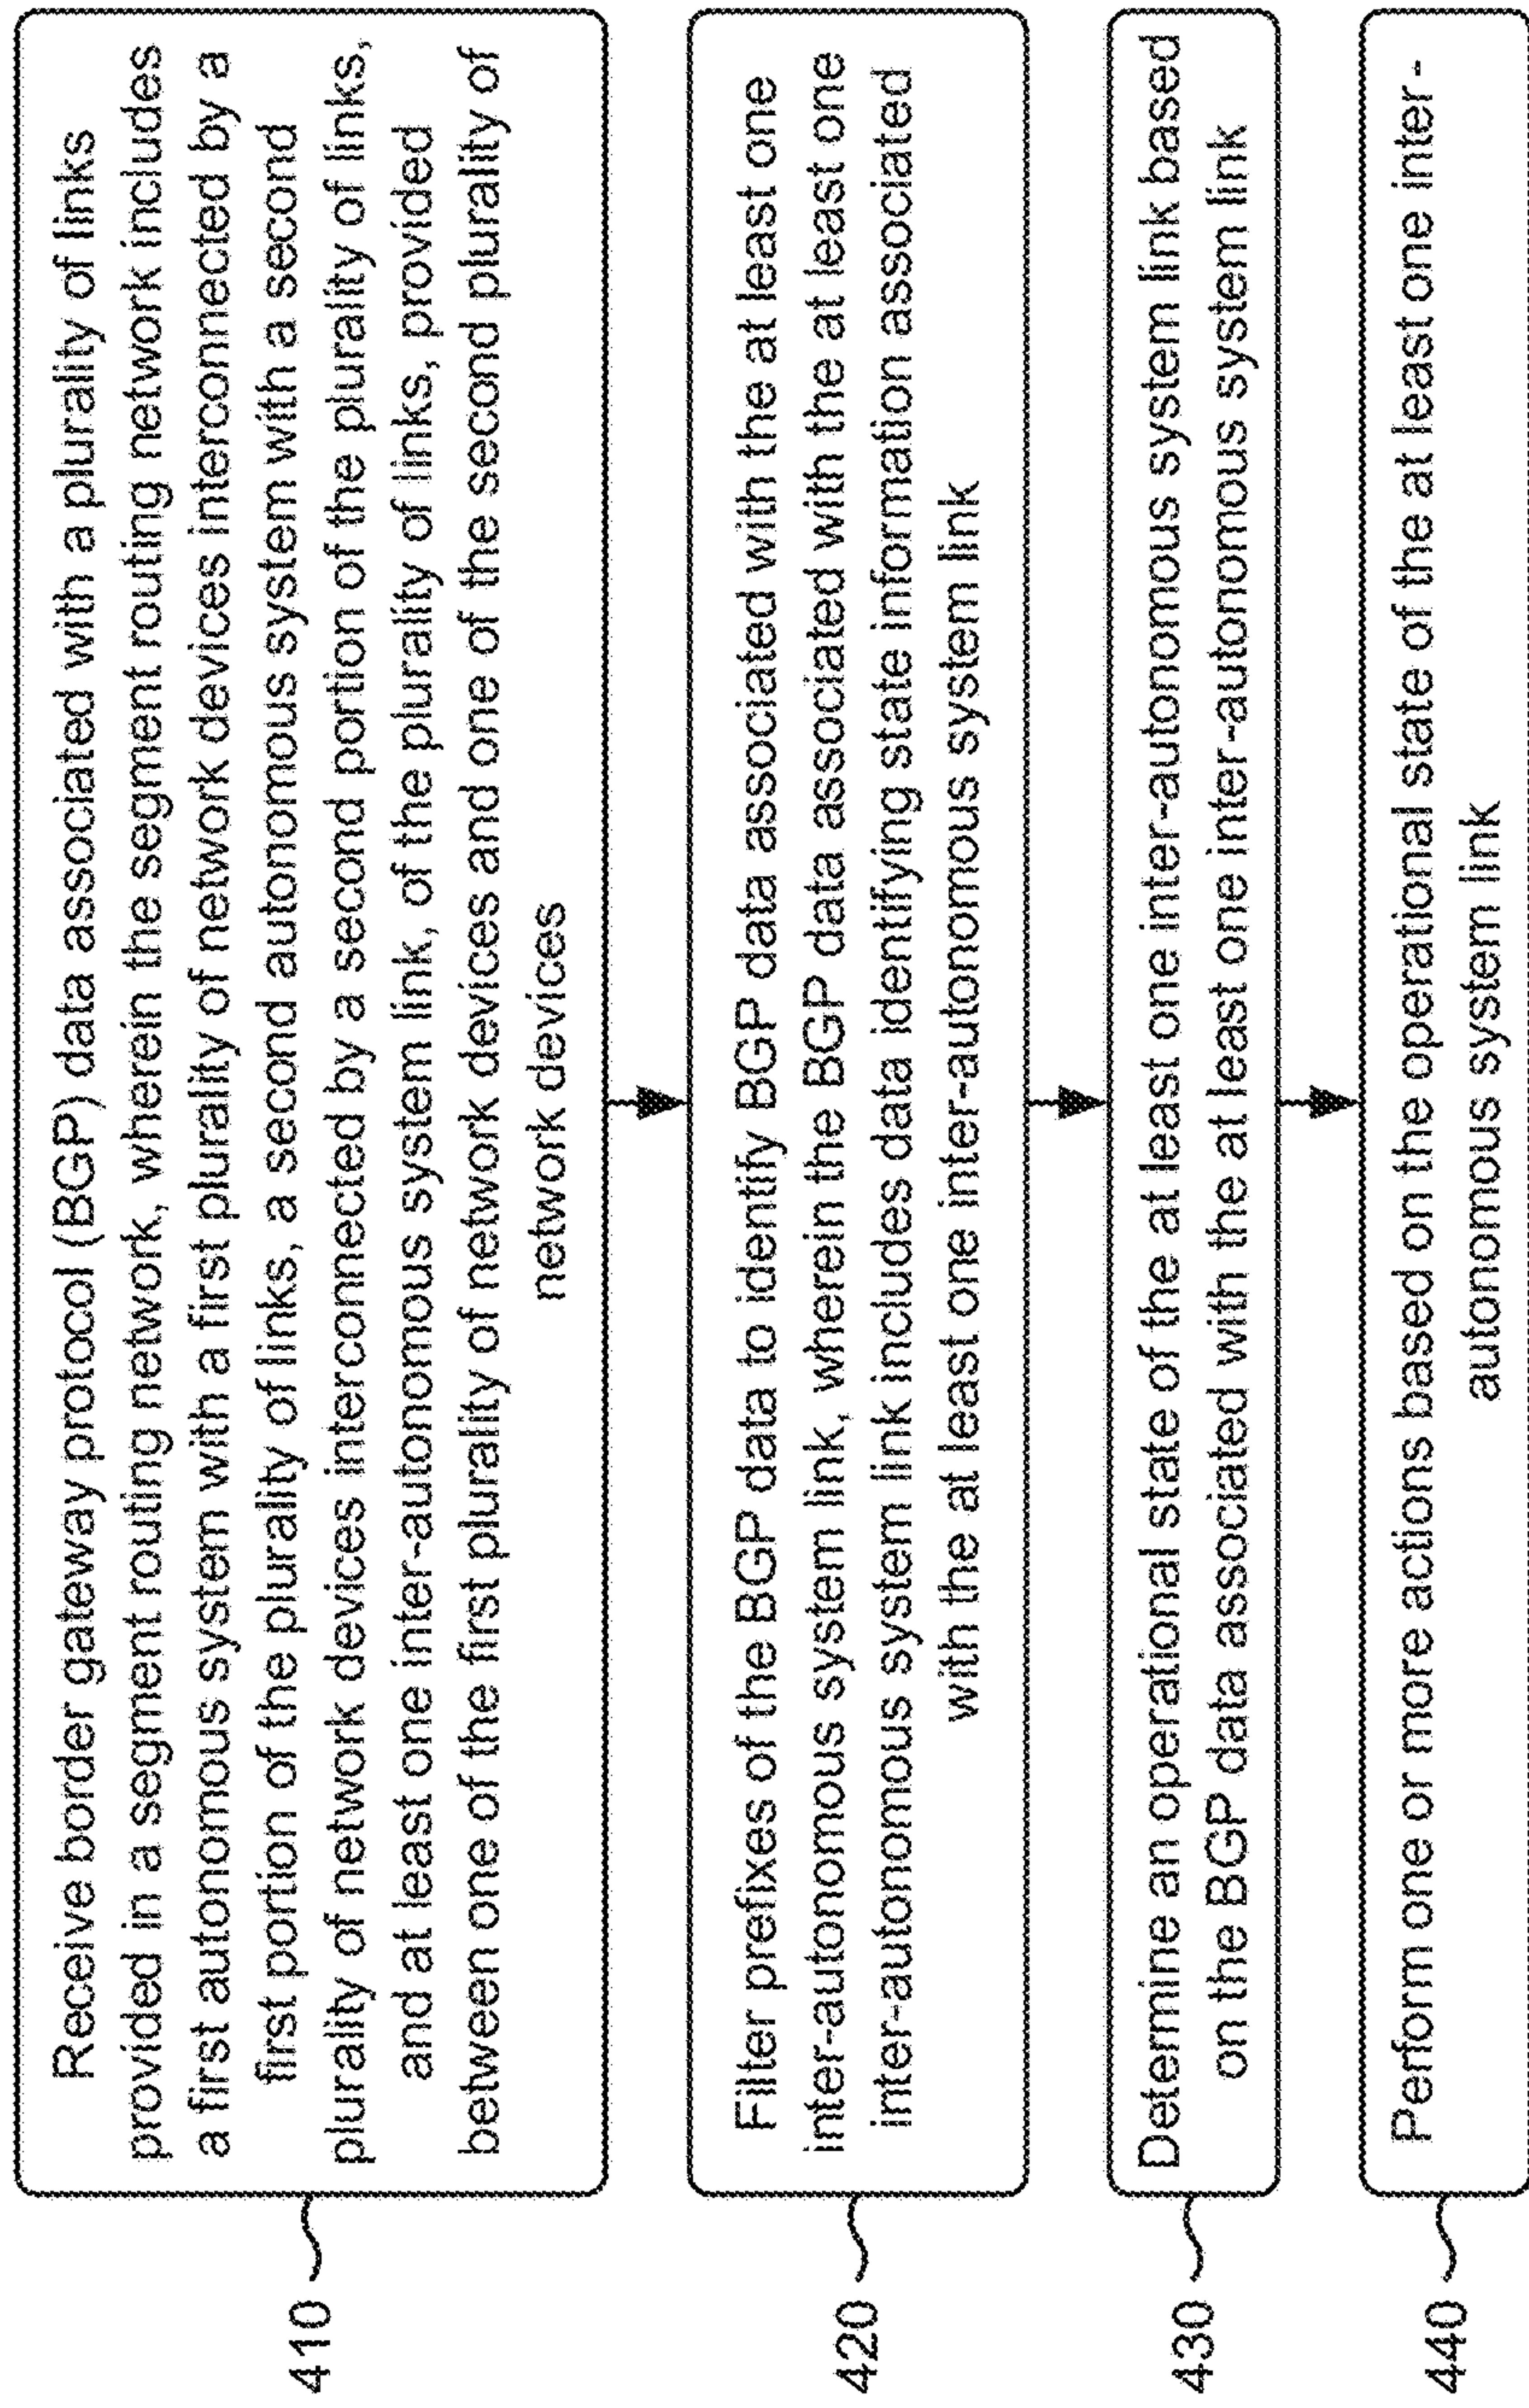 410
Receive border gateway protocol (BGP) data associated with a plurality of links
provided in a segment routing network, wherein the segment routing network includes
a first autonomous system with a first plurality of network devices interconnected by a
first portion of the plurality of links, a second autonomous system with a second
plurality of network devices interconnected by a second portion of the plurality of links,
and at least one inter-autonomous system link, of the plurality of links, provided
between one of the first plurality of network devices and one of the second plurality of
network devices
420
Filter prefixes of the BGP data to identify BGP data associated with the at least one
inter-autonomous system link, wherein the BGP data associated with the at least one
inter-autonomous system link includes data identifying state information associated
with the at least one inter-autonomous system link
430
Determine an operational state of the at least one inter-autonomous system link based
on the BGP data associated with the at least one inter-autonomous system link
440
Perform one or more actions based on the operational state of the at least one inter-
autonomous system link